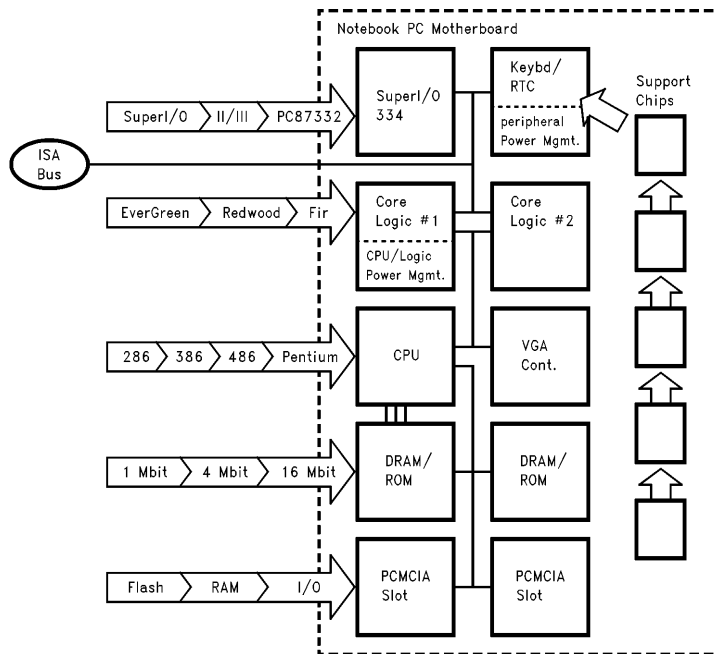 Notebook PC Motherboard
SuperI/O II/III PC87332
SuperI/O
334
Keybd/
RTC
peripheral
Power Mgmt.
Support
Chips
ISA
Bus
EverGreen Redwood Fir
Core
Logic #1
CPU/Logic
Power Mgmt.
Core
Logic #2
286 386 486 Pentium
CPU
VGA
Cont.
1 Mbit 4 Mbit 16 Mbit
DRAM/
ROM
DRAM/
ROM
Flash RAM I/O
PCMCIA
Slot
PCMCIA
Slot